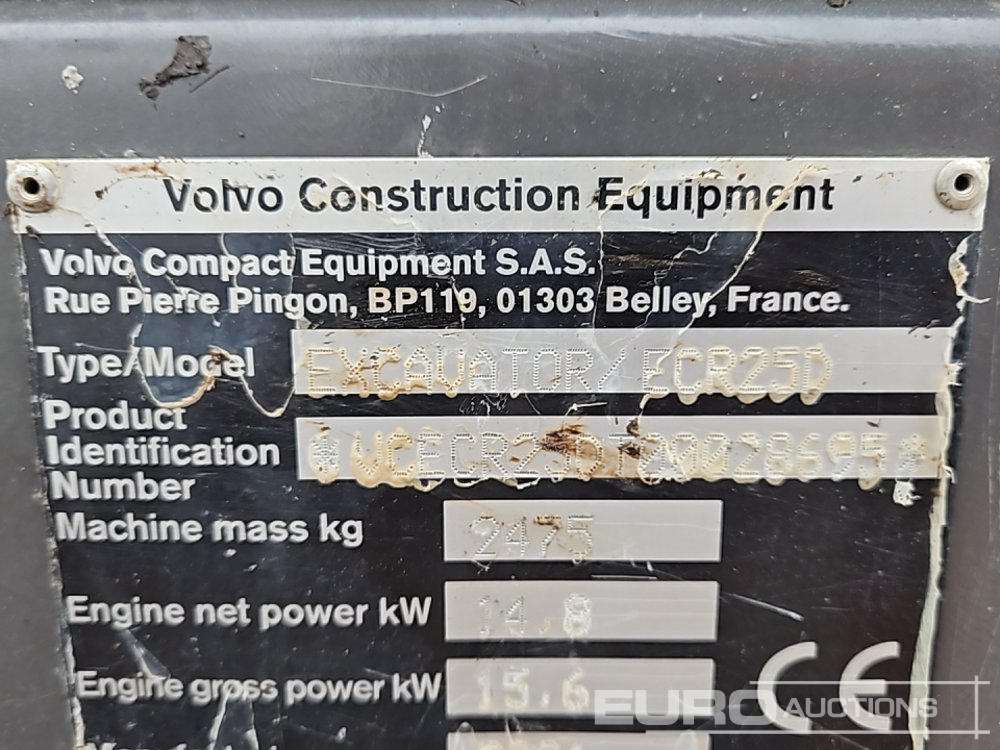 Volvo Construction Equipment
Volvo Compact Equipment S.A.S.
Rue Pierre Pingon, BP119, 01303 Belley, France.
Type/Model EXCAVATOR/ ECR25D
Product
Identification
Number
Machine mass kg 2475
Engine net power kW 14.8
Engine gross power kW 15.6
CE
EURO AUCTIONS